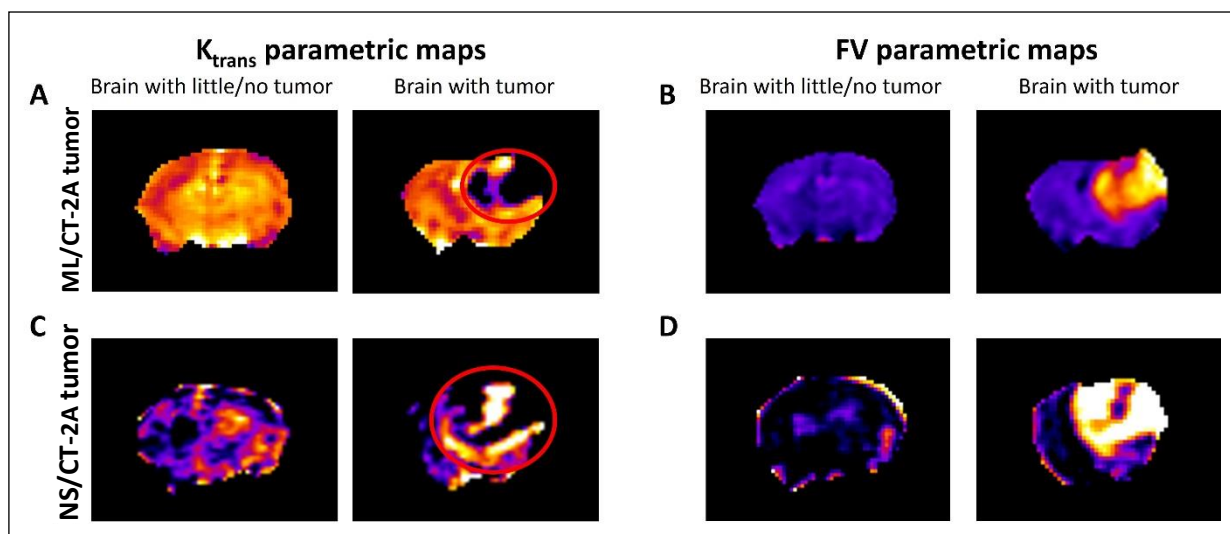 K_trans parametric maps
FV parametric maps
Brain with little/no tumor
Brain with tumor
Brain with little/no tumor
Brain with tumor
A
B
ML/CT-2A tumor
C
D
NS/CT-2A tumor